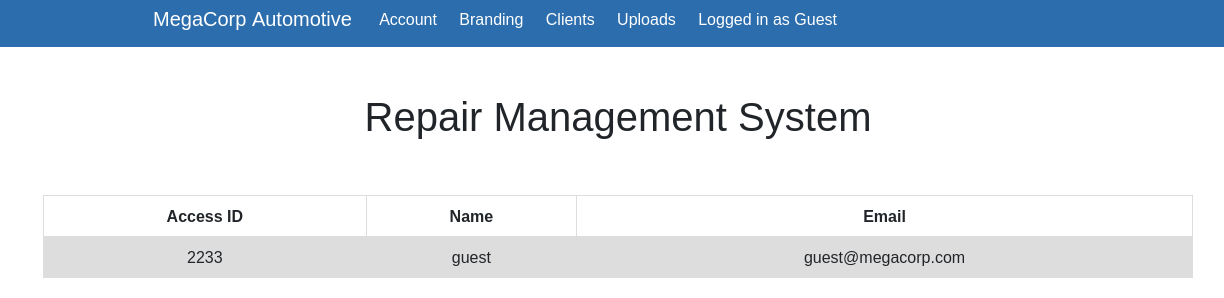 MegaCorp Automotive Account Branding Clients Uploads Logged in as Guest
Repair Management System
Access ID Name Email
2233 guest guest@megacorp.com